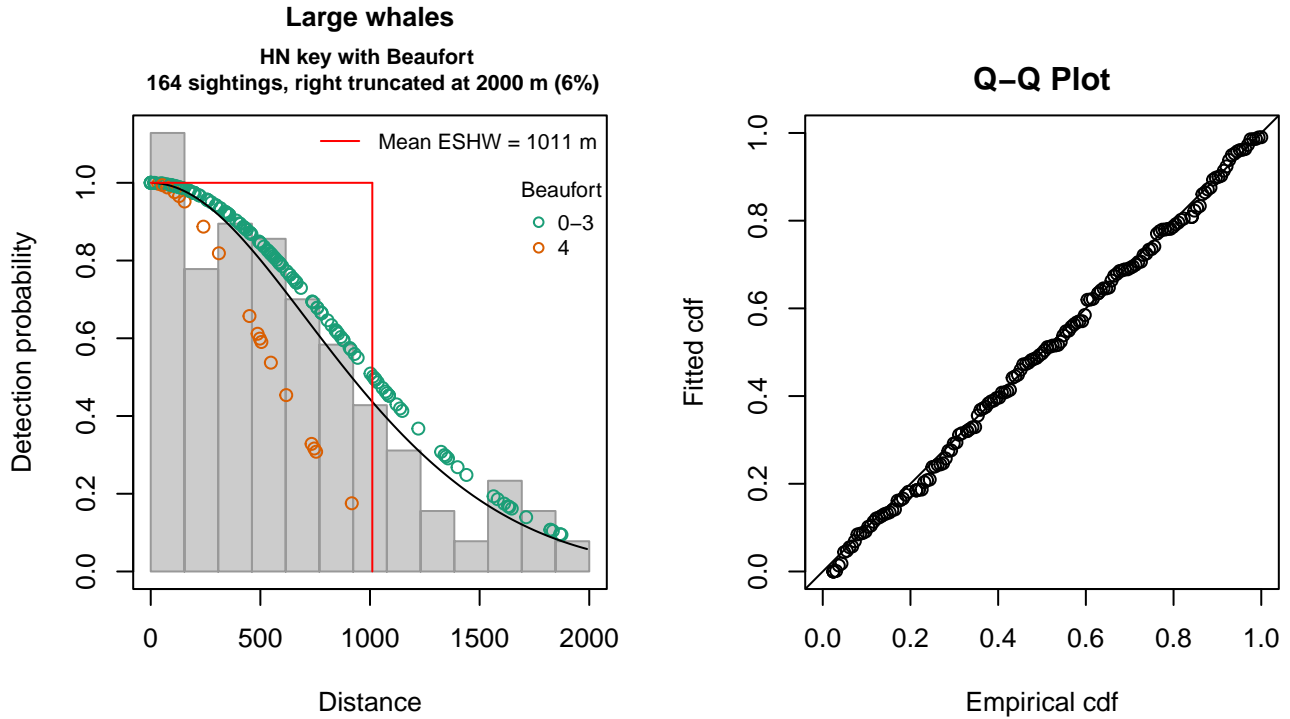 Large whales
HN key with Beaufort
164 sightings, right truncated at 2000 m (6%)
Mean ESHW = 1011 m
Beaufort
0−3
4
Detection probability
0.0 0.2 0.4 0.6 0.8 1.0
0 500 1000 1500 2000
Distance
Q−Q Plot
Fitted cdf
0.0 0.2 0.4 0.6 0.8 1.0
0.0 0.2 0.4 0.6 0.8 1.0
Empirical cdf